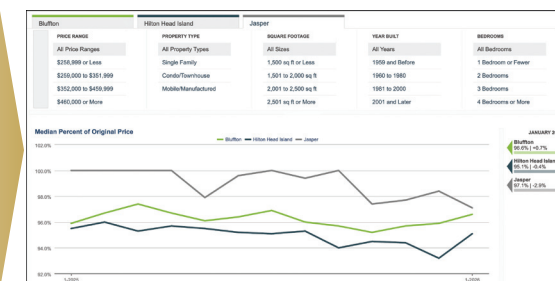 Bluffton Hilton Head Island Jasper
PRICE RANGE PROPERTY TYPE SQUARE FOOTAGE YEAR BUILT BEDROOMS
All Price Ranges All Property Types All Sizes All Years All Bedrooms
$258,999 or Less Single Family 1,500 sq ft or Less 1959 and Before 1 Bedroom or Fewer
$259,000 to $351,999 Condo/Townhouse 1,501 to 2,000 sq ft 1960 to 1980 2 Bedrooms
$352,000 to $459,999 Mobile/Manufactured 2,001 to 2,500 sq ft 1981 to 2000 3 Bedrooms
$460,000 or More 2,501 sq ft or More 2001 and Later 4 Bedrooms or More
Median Percent of Original Price
Bluffton Hilton Head Island Jasper
JANUARY 2
102.0%
100.0%
98.0%
96.0%
94.0%
92.0%
1-2025 1-2026
Bluffton
96.6% | +0.7%
Hilton Head Islan
95.1% | -0.4%
Jasper
97.1% | -2.9%